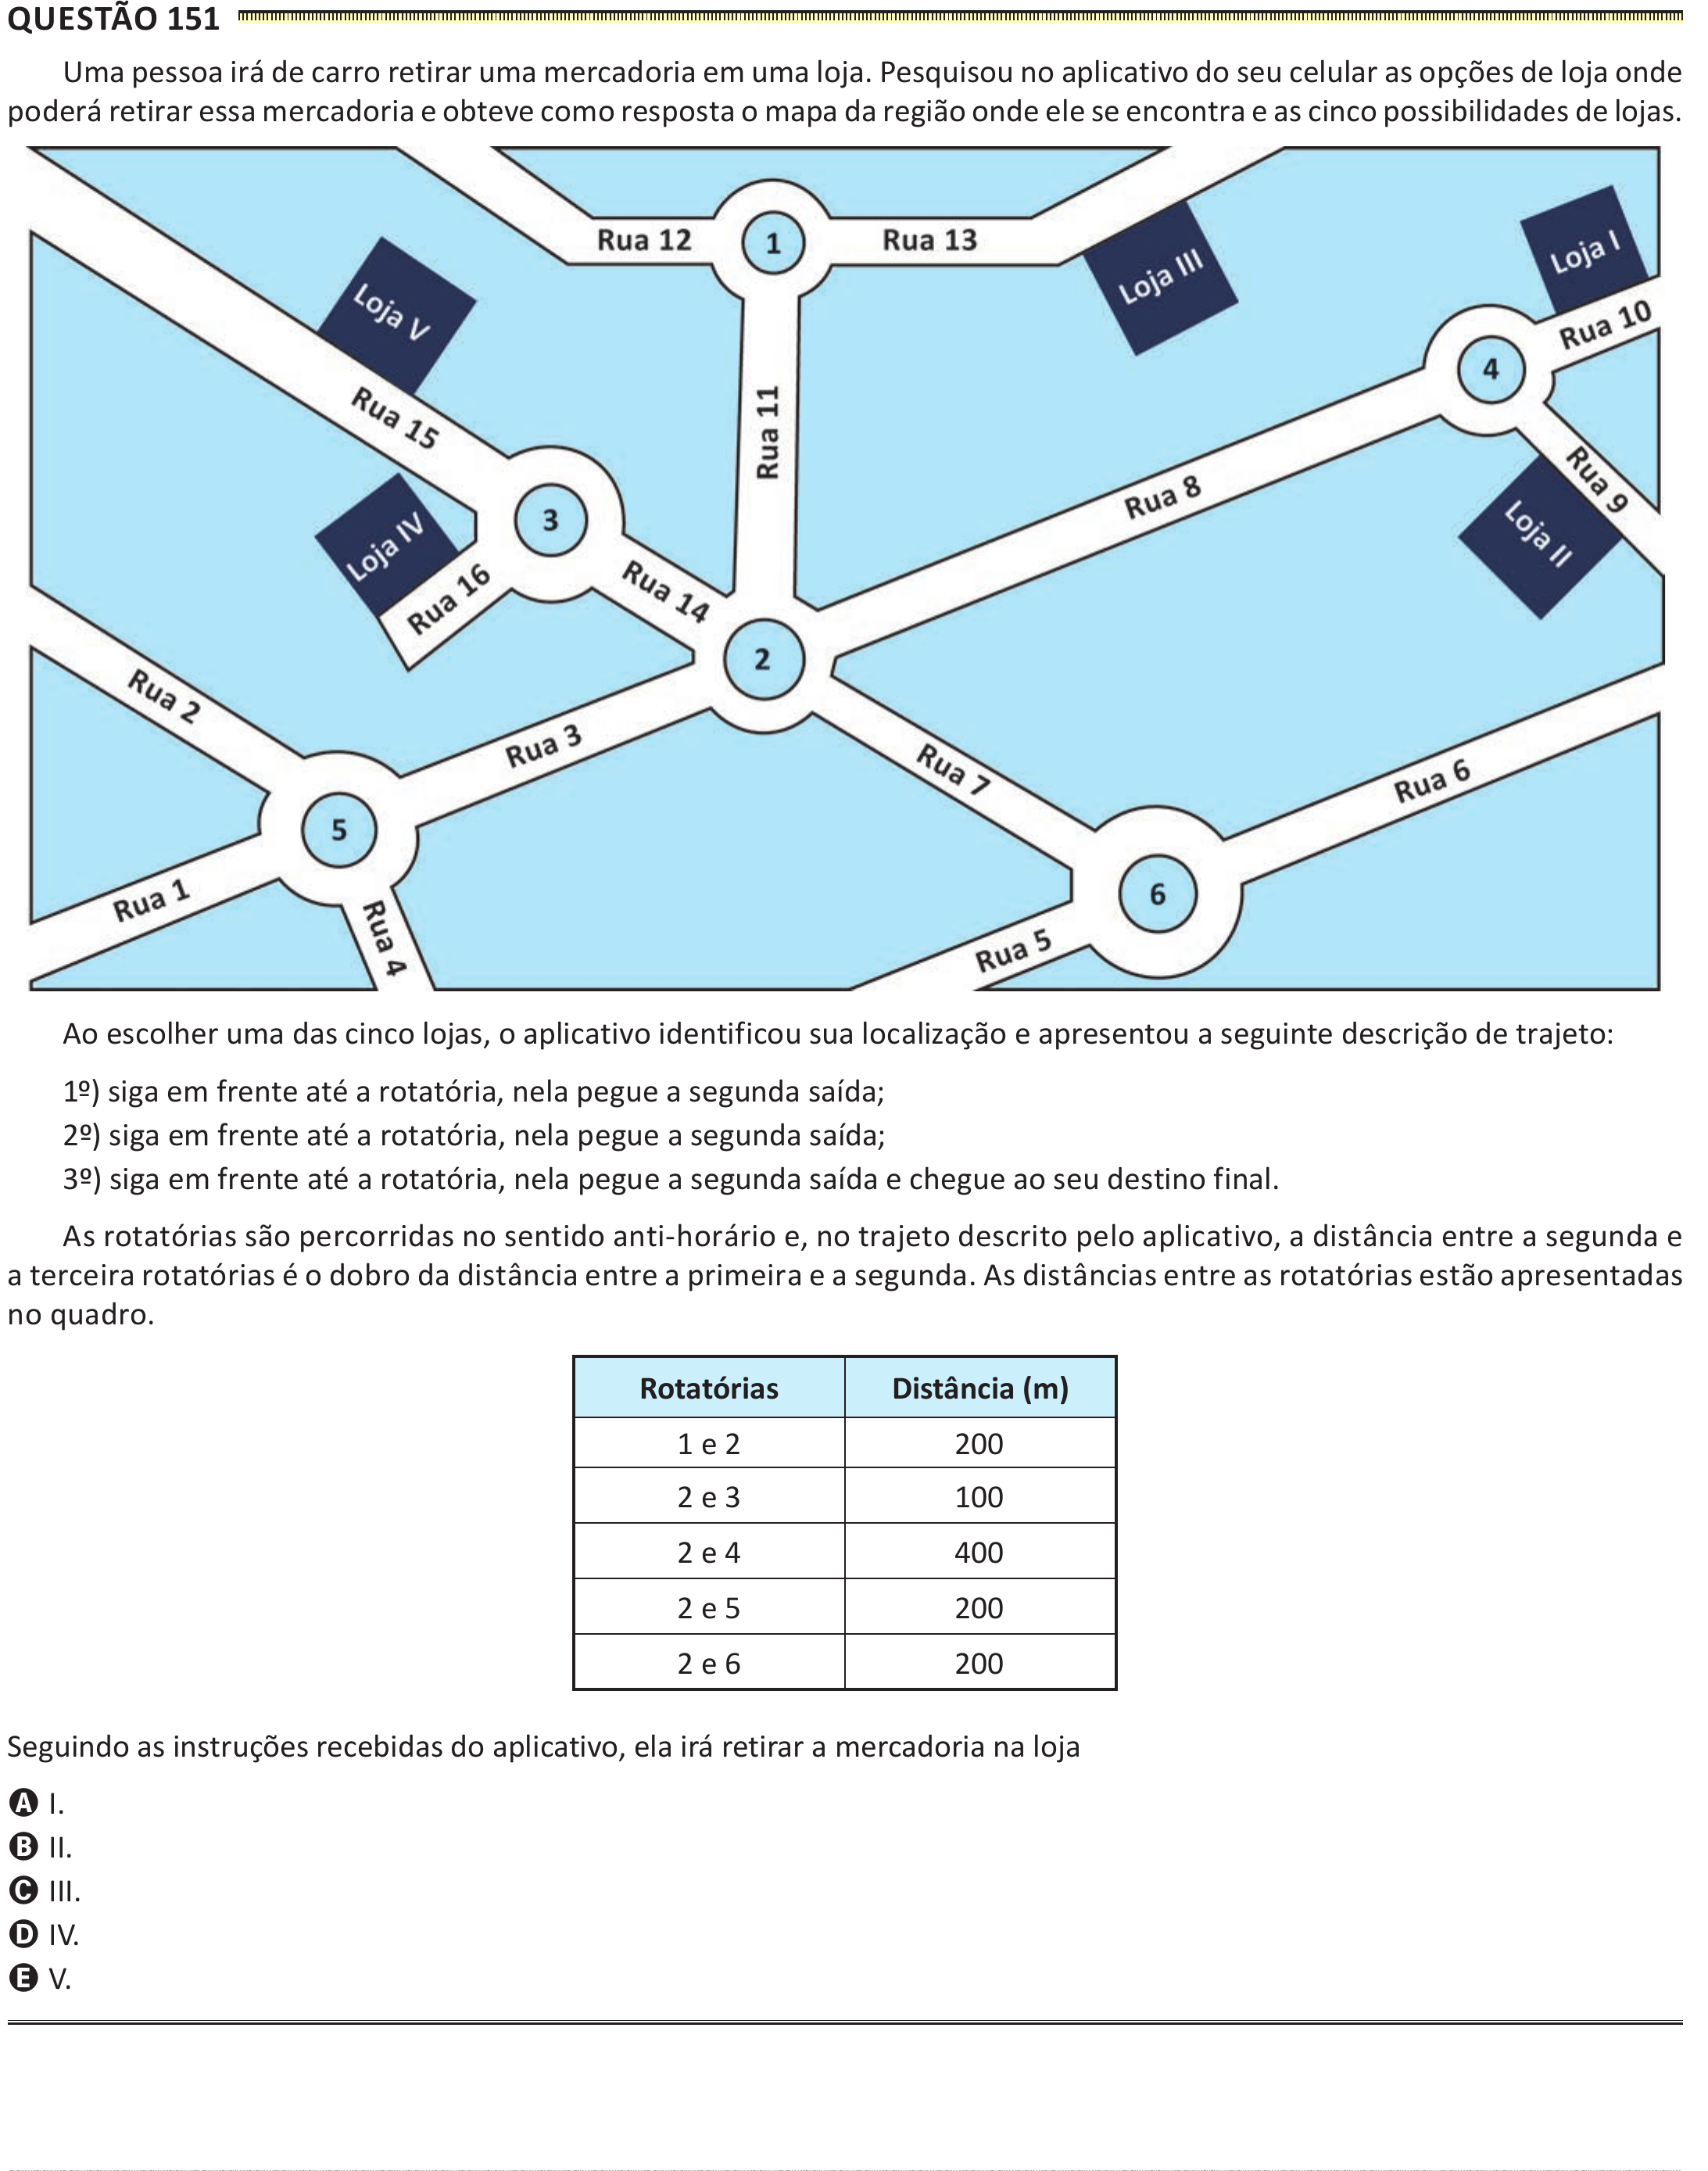 QUESTÃO 151
Uma pessoa irá de carro retirar uma mercadoria em uma loja. Pesquisou no aplicativo do seu celular as opções de loja onde
poderá retirar essa mercadoria e obteve como resposta o mapa da região onde ele se encontra e as cinco possibilidades de lojas.
Rua 12
1
Rua 13
Loja III
Loja I
Rua 10
Loja V
Rua 15
Rua 11
4
Rua 9
Loja II
Rua 8
3
Loja IV
Rua 16
Rua 14
2
Rua 2
Rua 3
Rua 7
Rua 6
5
Rua 1
Rua 4
6
Rua 5
Ao escolher uma das cinco lojas, o aplicativo identificou sua localização e apresentou a seguinte descrição de trajeto:
1º) siga em frente até a rotatória, nela pegue a segunda saída;
2º) siga em frente até a rotatória, nela pegue a segunda saída;
3º) siga em frente até a rotatória, nela pegue a segunda saída e chegue ao seu destino final.
As rotatórias são percorridas no sentido anti-horário e, no trajeto descrito pelo aplicativo, a distância entre a segunda e
a terceira rotatórias é o dobro da distância entre a primeira e a segunda. As distâncias entre as rotatórias estão apresentadas
no quadro.
Rotatórias Distância (m)
1 e 2 200
2 e 3 100
2 e 4 400
2 e 5 200
2 e 6 200
Seguindo as instruções recebidas do aplicativo, ela irá retirar a mercadoria na loja
A I.
B II.
C III.
D IV.
E V.